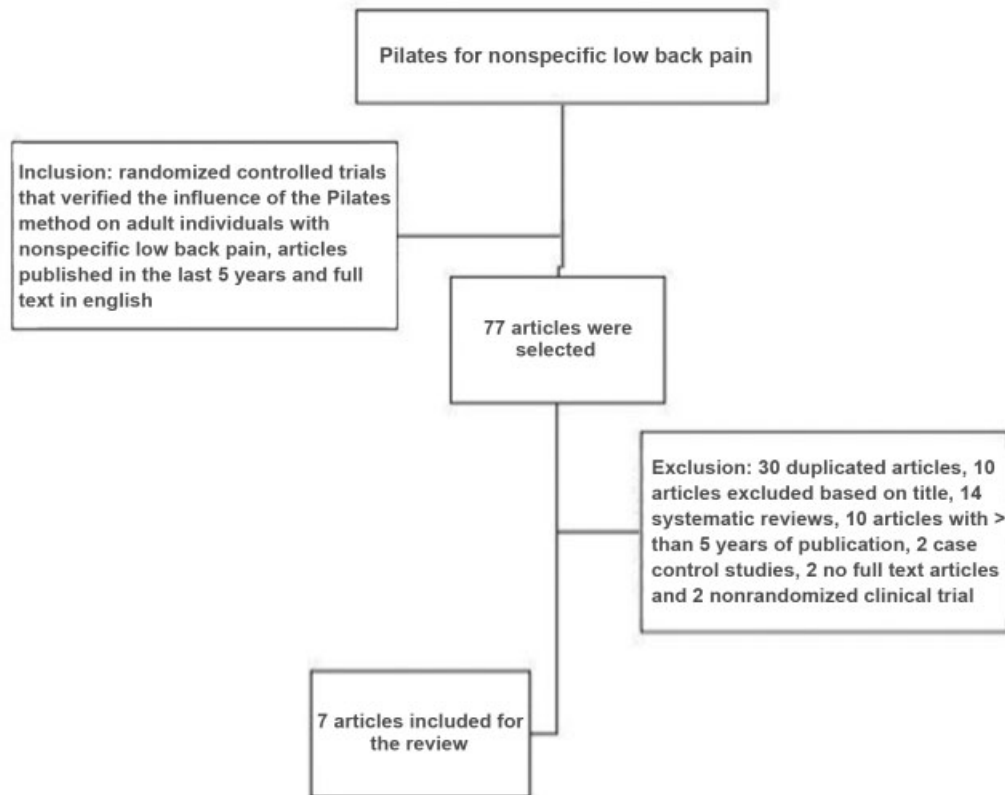 Pilates for nonspecific low back pain
Inclusion: randomized controlled trials
that verified the influence of the Pilates
method on adult individuals with
nonspecific low back pain, articles
published in the last 5 years and full
text in english
77 articles were
selected
Exclusion: 30 duplicated articles, 10
articles excluded based on title, 14
systematic reviews, 10 articles with >
than 5 years of publication, 2 case
control studies, 2 no full text articles
and 2 nonrandomized clinical trial
7 articles included for
the review